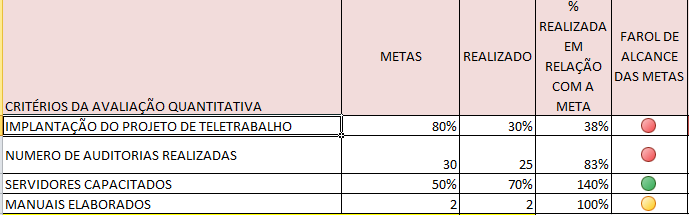 CRITÉRIOS DA AVALIAÇÃO QUANTITATIVA METAS REALIZADO % REALIZADA EM RELAÇÃO COM A META FAROL DE ALCANCE DAS METAS
IMPLANTAÇÃO DO PROJETO DE TELETRABALHO 80% 30% 38%
NUMERO DE AUDITORIAS REALIZADAS 30 25 83%
SERVIDORES CAPACITADOS 50% 70% 140%
MANUAIS ELABORADOS 2 2 100%